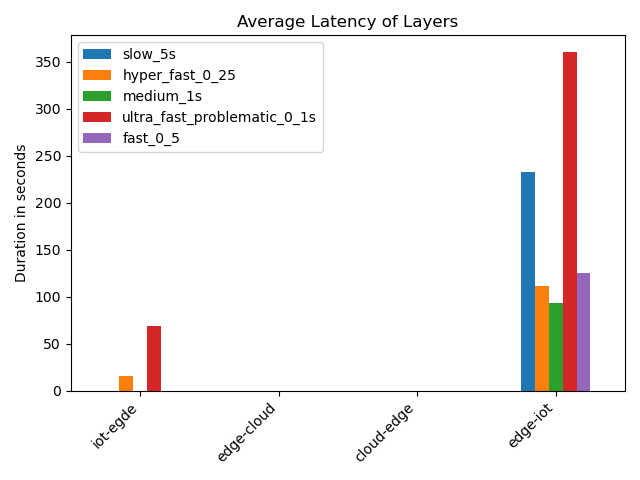 Average Latency of Layers
slow_5s
hyper_fast_0_25
medium_1s
ultra_fast_problematic_0_1s
fast_0_5
Duration in seconds
350
300
250
200
150
100
50
0
iot-egde
edge-cloud
cloud-edge
edge-iot